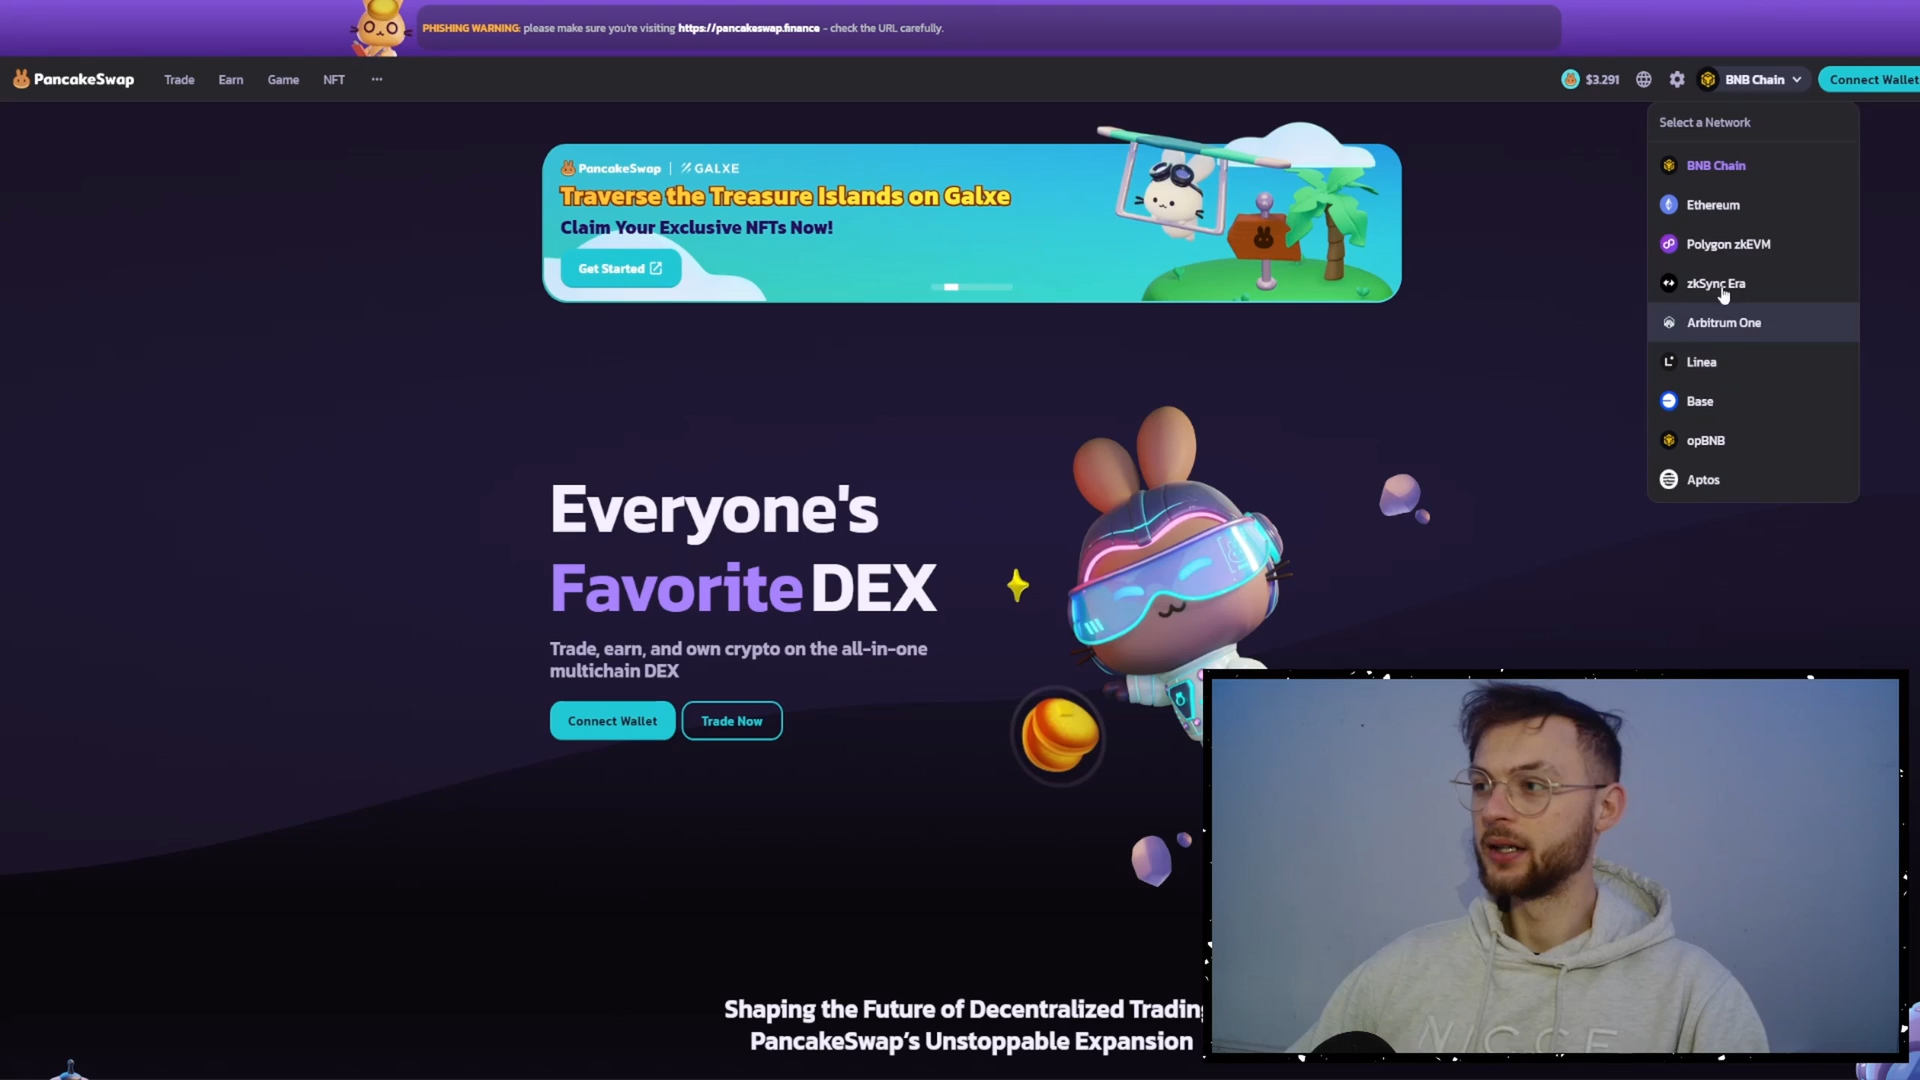 PHISHING WARNING: please make sure you're visiting https://pancakeswap.finance - check the URL carefully.
PancakeSwap
Trade
Earn
Game
NFT
$3.291
BNB Chain
Connect Wallet
Select a Network
BNB Chain
Ethereum
Polygon zkEVM
zkSync Era
Arbitrum One
Linea
Base
opBNB
Aptos
PancakeSwap | GALXE
Traverse the Treasure Islands on Galxe
Claim Your Exclusive NFTs Now!
Get Started
Everyone's
Favorite DEX
Trade, earn, and own crypto on the all-in-one
multichain DEX
Connect Wallet
Trade Now
Shaping the Future of Decentralized Trading
PancakeSwap's Unstoppable Expansion
NICCE